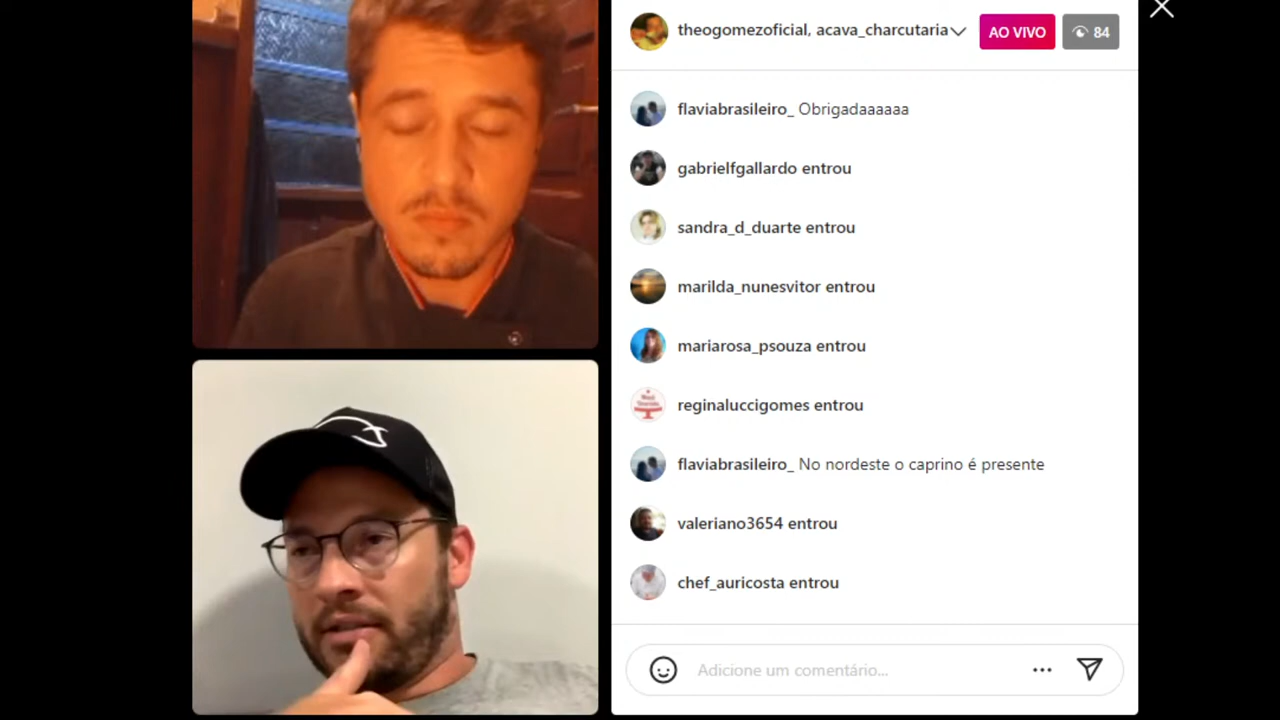 theogomezoficial, acava_charcutaria
AO VIVO
84
flaviabrasileiro_ Obrigadaaaaaa
gabrielfgallardo entrou
sandra_d_duarte entrou
marilda_nunesvitor entrou
mariarosa_psouza entrou
reginaluccigomes entrou
flaviabrasileiro_ No nordeste o caprino é presente
valeriano3654 entrou
chef_auricosta entrou
Adicione um comentário...